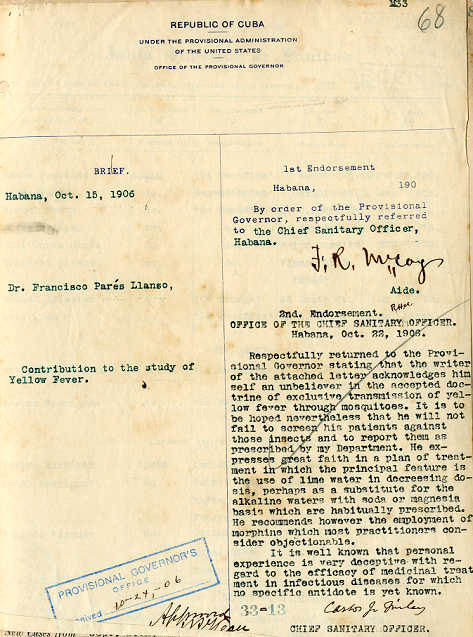 M33
68
REPUBLIC OF CUBA
UNDER THE PROVISIONAL ADMINISTRATION
OF THE UNITED STATES
OFFICE OF THE PROVISIONAL GOVERNOR
BRIEF.
Habana, Oct. 15, 1906
Dr. Francisco Parés Llanso,
Contribution to the study of
Yellow Fever.
1st Endorsement
Habana, 190
By order of the Provisional
Governor, respectfully referred
to the Chief Sanitary Officer,
Habana.
F. R. McCoy
Aide.
2nd. Endorsement.
OFFICE OF THE CHIEF SANITARY OFFICER.
Habana, Oct. 22, 1906.
Respectfully returned to the Provi-
sional Governor stating that the writer
of the attached letter acknowledges him
self an unbeliever in the accepted doc-
trine of exclusive transmission of yel-
low fever through mosquitoes. It is to
be hoped nevertheless that he will not
fail to screen his patients against
those insects and to report them as
prescribed by my Department. He ex-
presses great faith in a plan of treat-
ment in which the principal feature is
the use of lime water in decreasing do-
sis, perhaps as a substitute for the
alkaline waters with soda or magnesia
basis which are habitually prescribed.
He recommends however the employment of
morphine which most practitioners con-
sider objectionable.
It is well known that personal
experience is very deceptive with re-
gard to the efficacy of medicinal treat
ment in infectious diseases for which
no specific antidote is yet known.
33-13
Carlos J. Finlay
CHIEF SANITARY OFFICER.
PROVISIONAL GOVERNOR'S
OFFICE
10-24-06
Approved
New Cases from